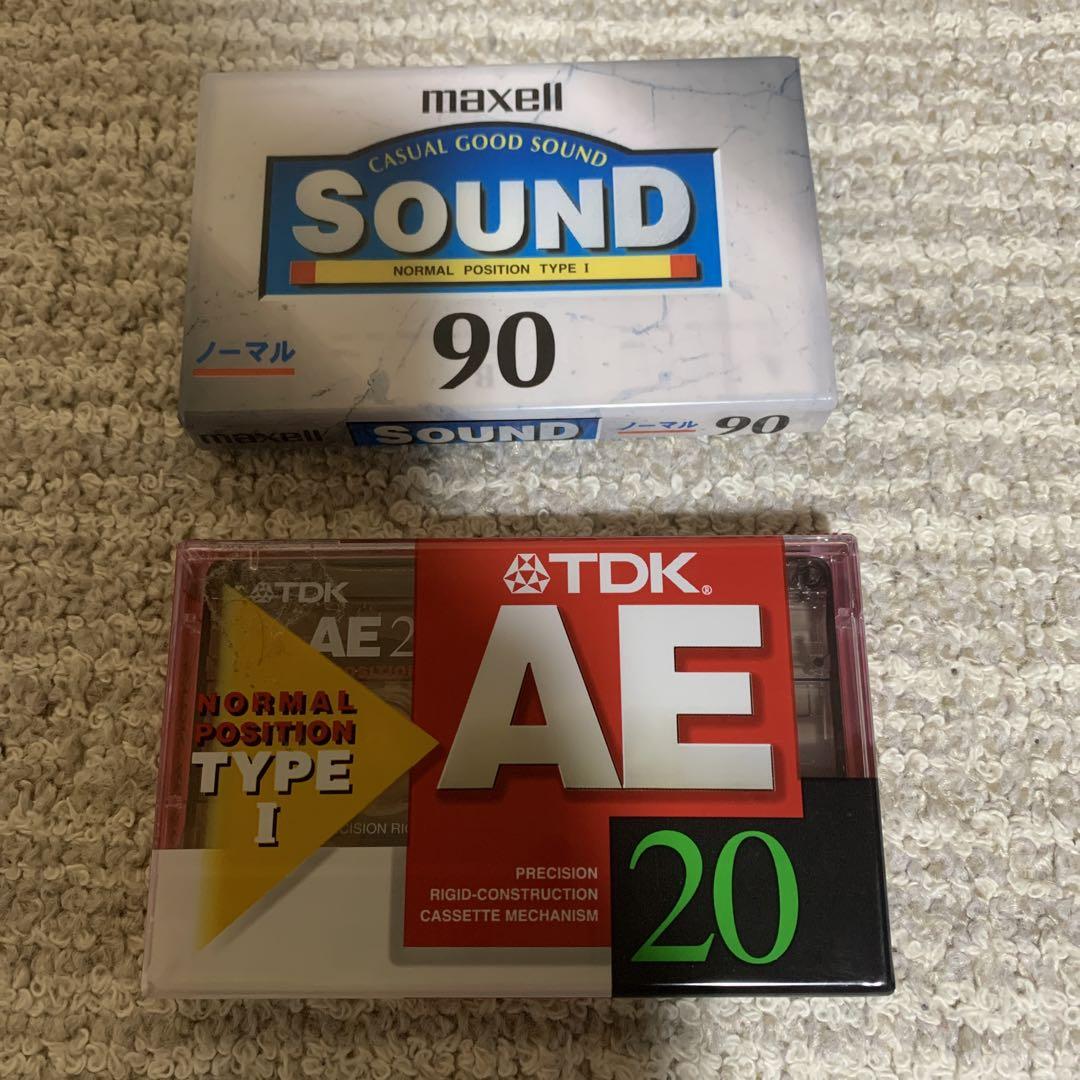 maxell
CASUAL GOOD SOUND
SOUND
NORMAL POSITION TYPE I
90
ノーマル
maxell SOUND ノーマル 90
TDK
AE 2
NORMAL
POSITION
TYPE
I
TDK®
AE
PRECISION
RIGID-CONSTRUCTION
CASSETTE MECHANISM
20